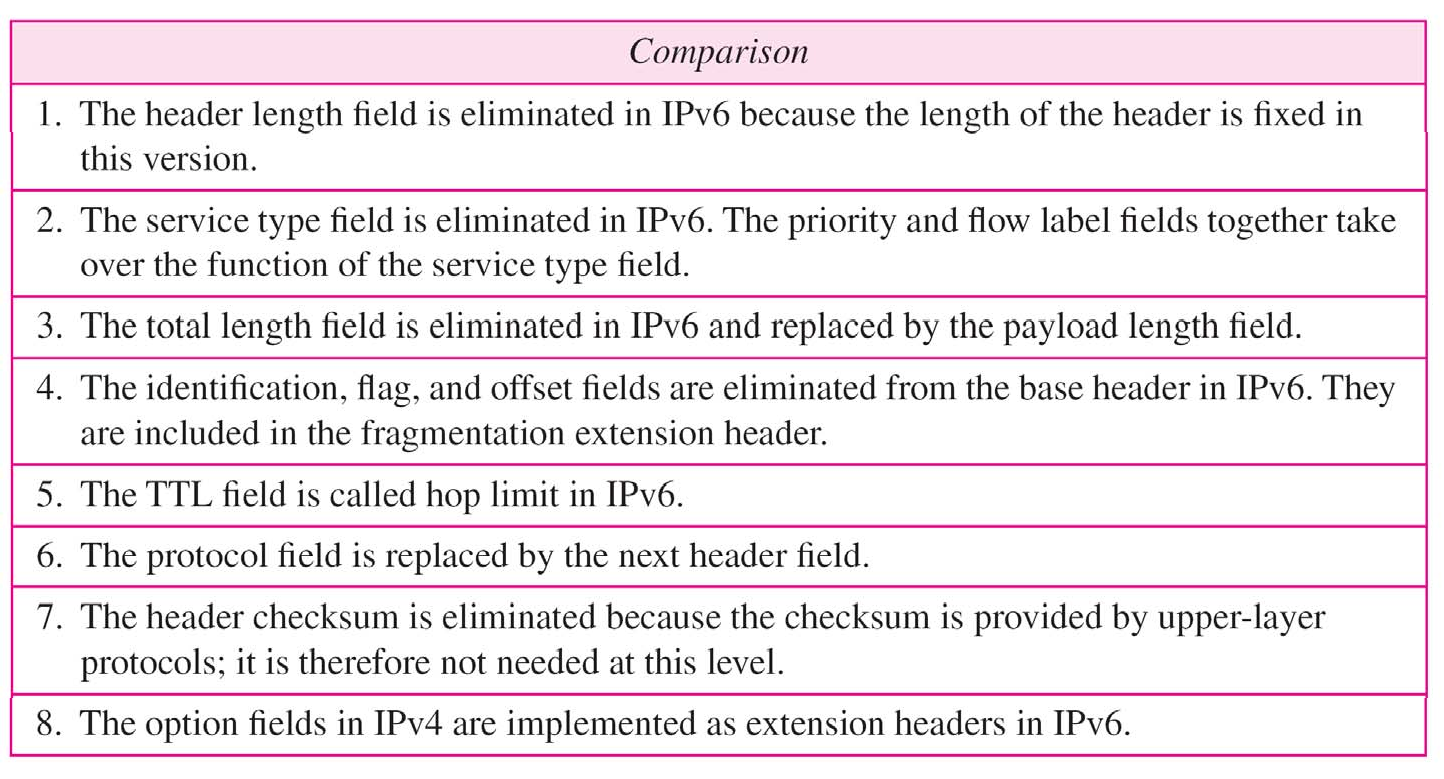 Comparison
1. The header length field is eliminated in IPv6 because the length of the header is fixed in
this version.
2. The service type field is eliminated in IPv6. The priority and flow label fields together take
over the function of the service type field.
3. The total length field is eliminated in IPv6 and replaced by the payload length field.
4. The identification, flag, and offset fields are eliminated from the base header in IPv6. They
are included in the fragmentation extension header.
5. The TTL field is called hop limit in IPv6.
6. The protocol field is replaced by the next header field.
7. The header checksum is eliminated because the checksum is provided by upper-layer
protocols; it is therefore not needed at this level.
8. The option fields in IPv4 are implemented as extension headers in IPv6.